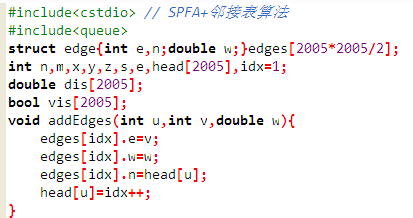 #include<cstdio> // SPFA+邻接表算法
#include<queue>
struct edge{int e,n;double w;}edges[2005*2005/2];
int n,m,x,y,z,s,e,head[2005],idx=1;
double dis[2005];
bool vis[2005];
void addEdges(int u,int v,double w){
    edges[idx].e=v;
    edges[idx].w=w;
    edges[idx].n=head[u];
    head[u]=idx++;
}